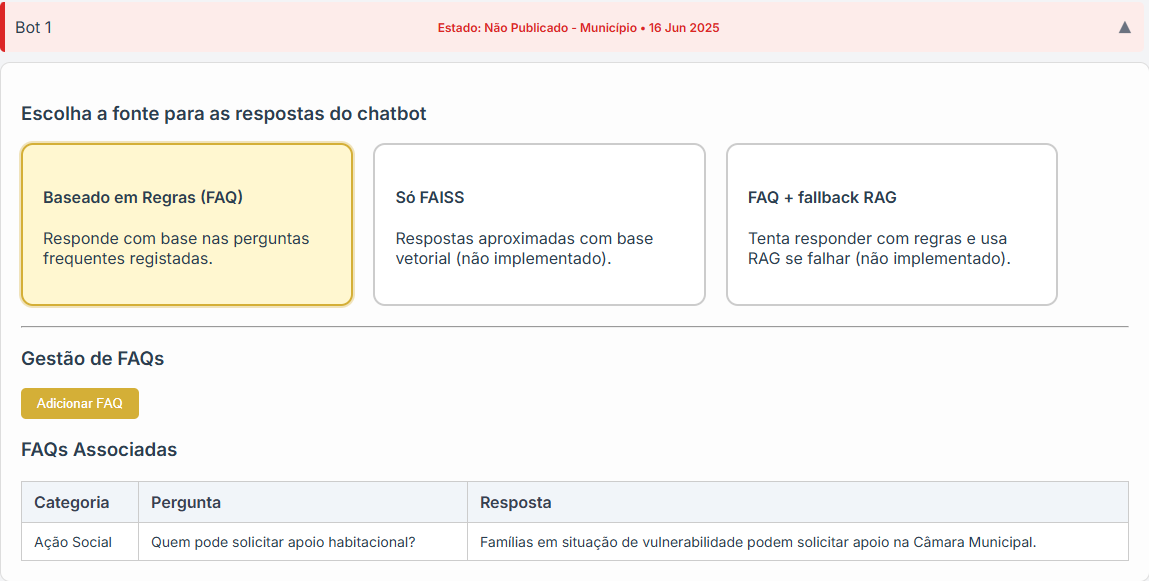 Bot 1
Estado: Não Publicado - Município • 16 Jun 2025
▲
Escolha a fonte para as respostas do chatbot
Baseado em Regras (FAQ)
Responde com base nas perguntas
frequentes registadas.
Só FAISS
Respostas aproximadas com base
vetorial (não implementado).
FAQ + fallback RAG
Tenta responder com regras e usa
RAG se falhar (não implementado).
Gestão de FAQs
Adicionar FAQ
FAQs Associadas
Categoria Pergunta Resposta
Ação Social Quem pode solicitar apoio habitacional? Famílias em situação de vulnerabilidade podem solicitar apoio na Câmara Municipal.